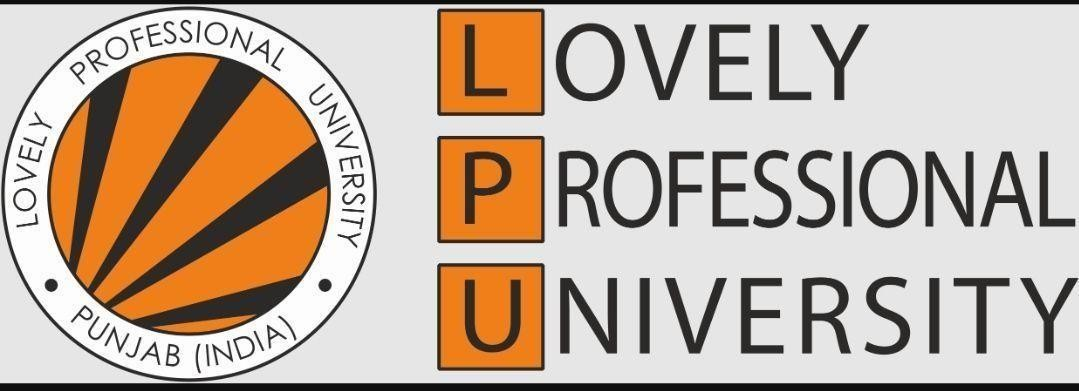 LOVELY PROFESSIONAL UNIVERSITY
PUNJAB (INDIA)
LOVELY
PROFESSIONAL
UNIVERSITY